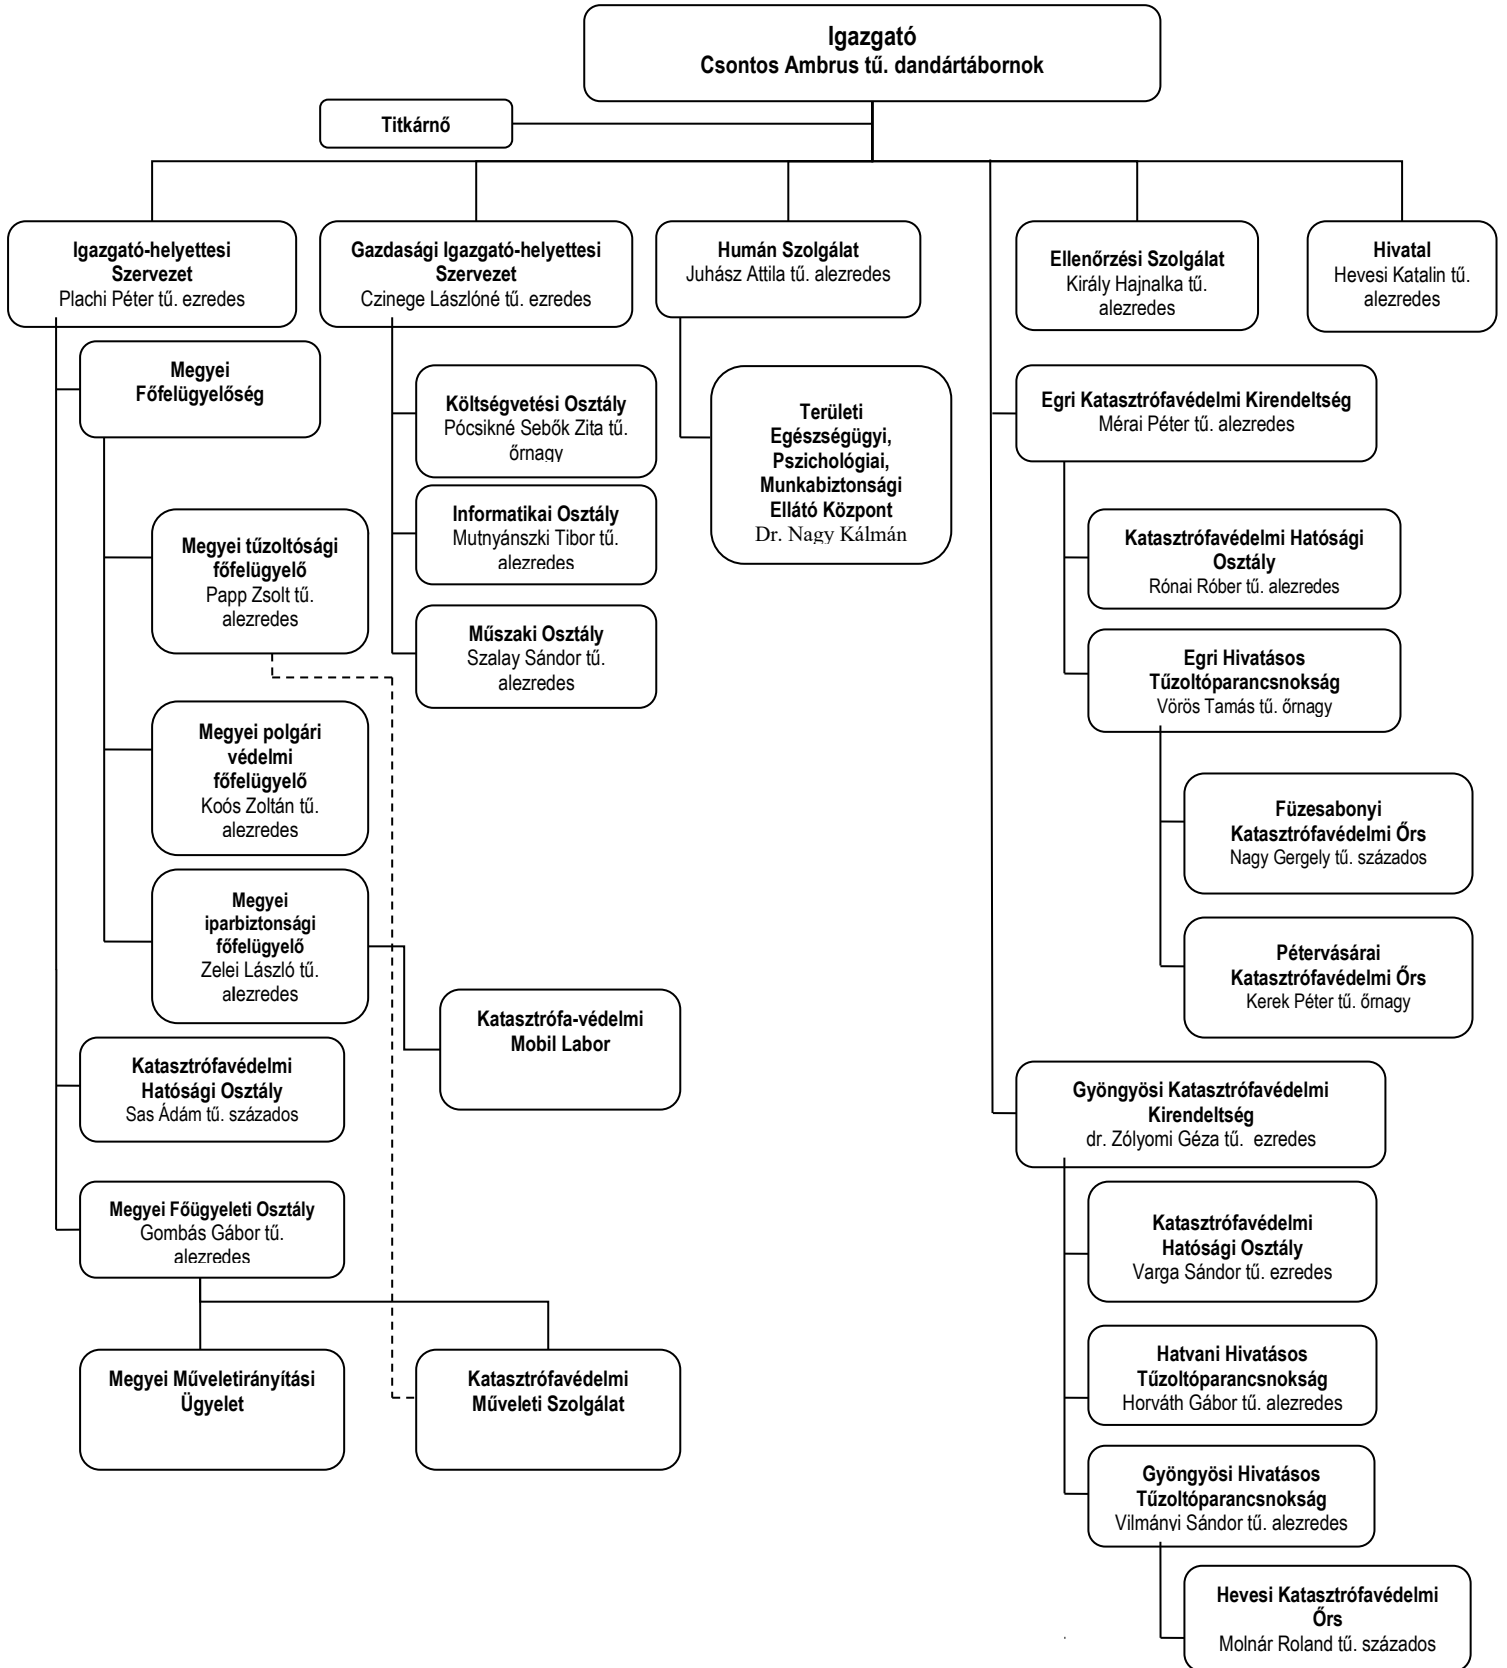 Igazgató
Csontos Ambrus tű. dandártábornok
Titkárnő
Igazgató-helyettesi
Szervezet
Plachi Péter tű. ezredes
Gazdasági Igazgató-helyettesi
Szervezet
Czinege Lászlóné tű. ezredes
Humán Szolgálat
Juhász Attila tű. alezredes
Ellenőrzési Szolgálat
Király Hajnalka tű.
alezredes
Hivatal
Hevesi Katalin tű.
alezredes
Megyei
Főfelügyelőség
Megyei tűzoltósági
főfelügyelő
Papp Zsolt tű.
alezredes
Megyei polgári
védelmi
főfelügyelő
Koós Zoltán tű.
alezredes
Megyei
iparbiztonsági
főfelügyelő
Zelei László tű.
alezredes
Katasztrófa-védelmi
Mobil Labor
Katasztrófavédelmi
Hatósági Osztály
Sas Ádám tű. százados
Megyei Főügyeleti Osztály
Gombás Gábor tű.
alezredes
Megyei Műveletirányítási
Ügyelet
Katasztrófavédelmi
Műveleti Szolgálat
Költségvetési Osztály
Pócsikné Sebők Zita tű.
őrnagy
Informatikai Osztály
Mutnyánszki Tibor tű.
alezredes
Műszaki Osztály
Szalay Sándor tű.
alezredes
Területi
Egészségügyi,
Pszichológiai,
Munkabiztonsági
Ellátó Központ
Dr. Nagy Kálmán
Egri Katasztrófavédelmi Kirendeltség
Mérai Péter tű. alezredes
Katasztrófavédelmi Hatósági
Osztály
Rónai Róber tű. alezredes
Egri Hivatásos
Tűzoltóparancsnokság
Vörös Tamás tű. őrnagy
Füzesabonyi
Katasztrófavédelmi Őrs
Nagy Gergely tű. százados
Pétervásárai
Katasztrófavédelmi Őrs
Kerek Péter tű. őrnagy
Gyöngyösi Katasztrófavédelmi
Kirendeltség
dr. Zólyomi Géza tű. ezredes
Katasztrófavédelmi
Hatósági Osztály
Varga Sándor tű. ezredes
Hatvani Hivatásos
Tűzoltóparancsnokság
Horváth Gábor tű. alezredes
Gyöngyösi Hivatásos
Tűzoltóparancsnokság
Vilmányi Sándor tű. alezredes
Hevesi Katasztrófavédelmi
Őrs
Molnár Roland tű. százados